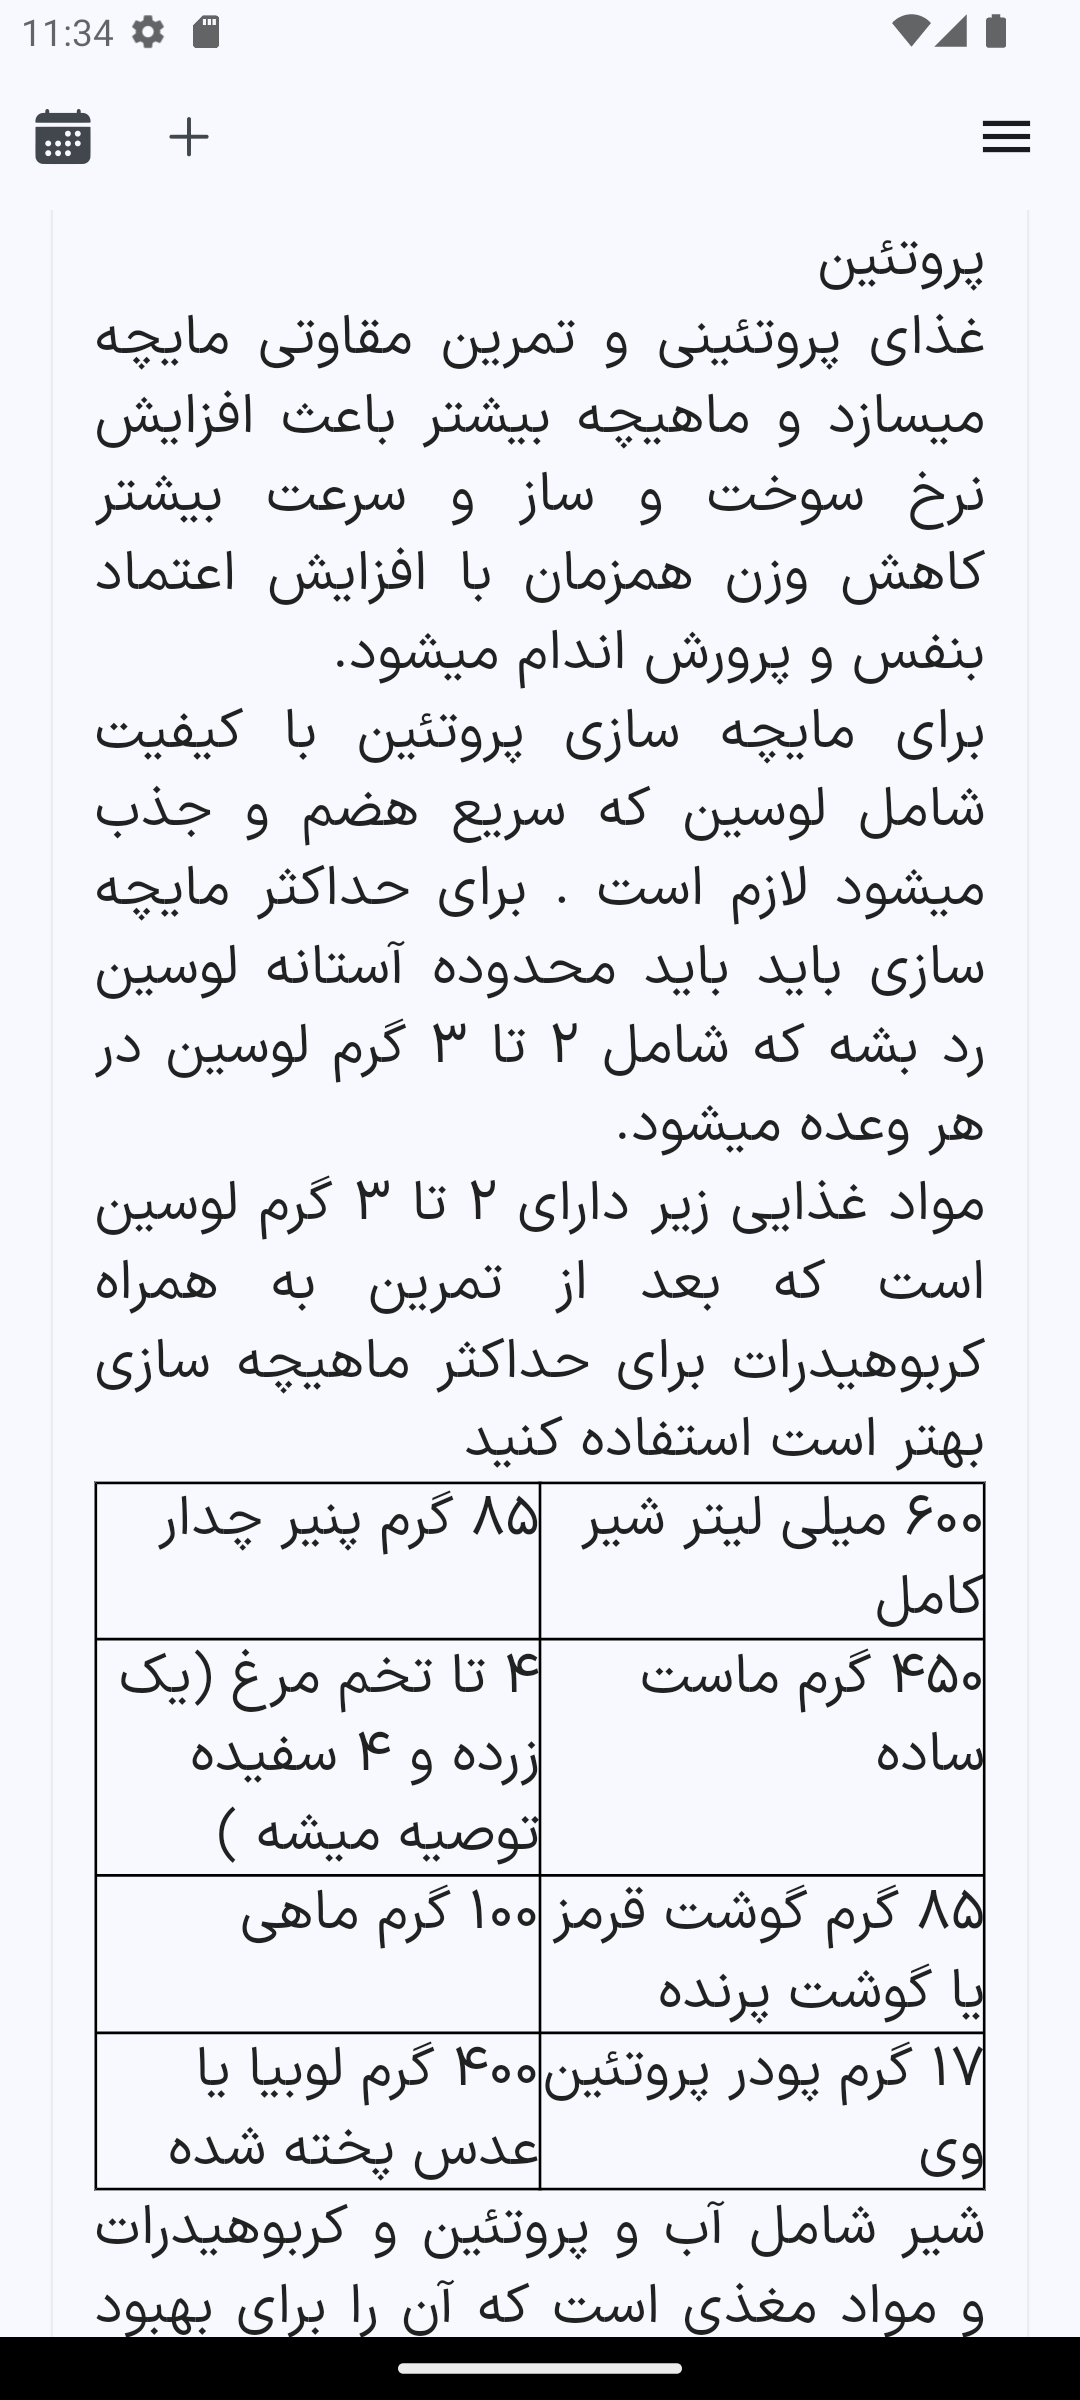 11:34
پروتئین
غذای پروتئینی و تمرین مقاوتی مایچه
میسازد و ماهیچه بیشتر باعث افزایش
نرخ سوخت و ساز و سرعت بیشتر
کاهش وزن همزمان با افزایش اعتماد
بنفس و پرورش اندام میشود.
برای مایچه سازی پروتئین با کیفیت
شامل لوسین که سریع هضم و جذب
میشود لازم است . برای حداکثر مایچه
سازی باید باید محدوده آستانه لوسین
رد بشه که شامل ۲ تا ۳ گرم لوسین در
هر وعده میشود.
مواد غذایی زیر دارای ۲ تا ۳ گرم لوسین
است که بعد از تمرین به همراه
کربوهیدرات برای حداکثر ماهیچه سازی
بهتر است استفاده کنید
۶۰۰ میلی لیتر شیر
کامل
۸۵ گرم پنیر چدار
۴۵۰ گرم ماست
ساده
۴ تا تخم مرغ (یک
زرده و ۴ سفیده
توصیه میشه )
۸۵ گرم گوشت قرمز
یا گوشت پرنده
۱۰۰ گرم ماهی
۱۷ گرم پودر پروتئین
وی
۴۰۰ گرم لوبیا یا
عدس پخته شده
شیر شامل آب و پروتئین و کربوهیدرات
و مواد مغذی است که آن را برای بهبود